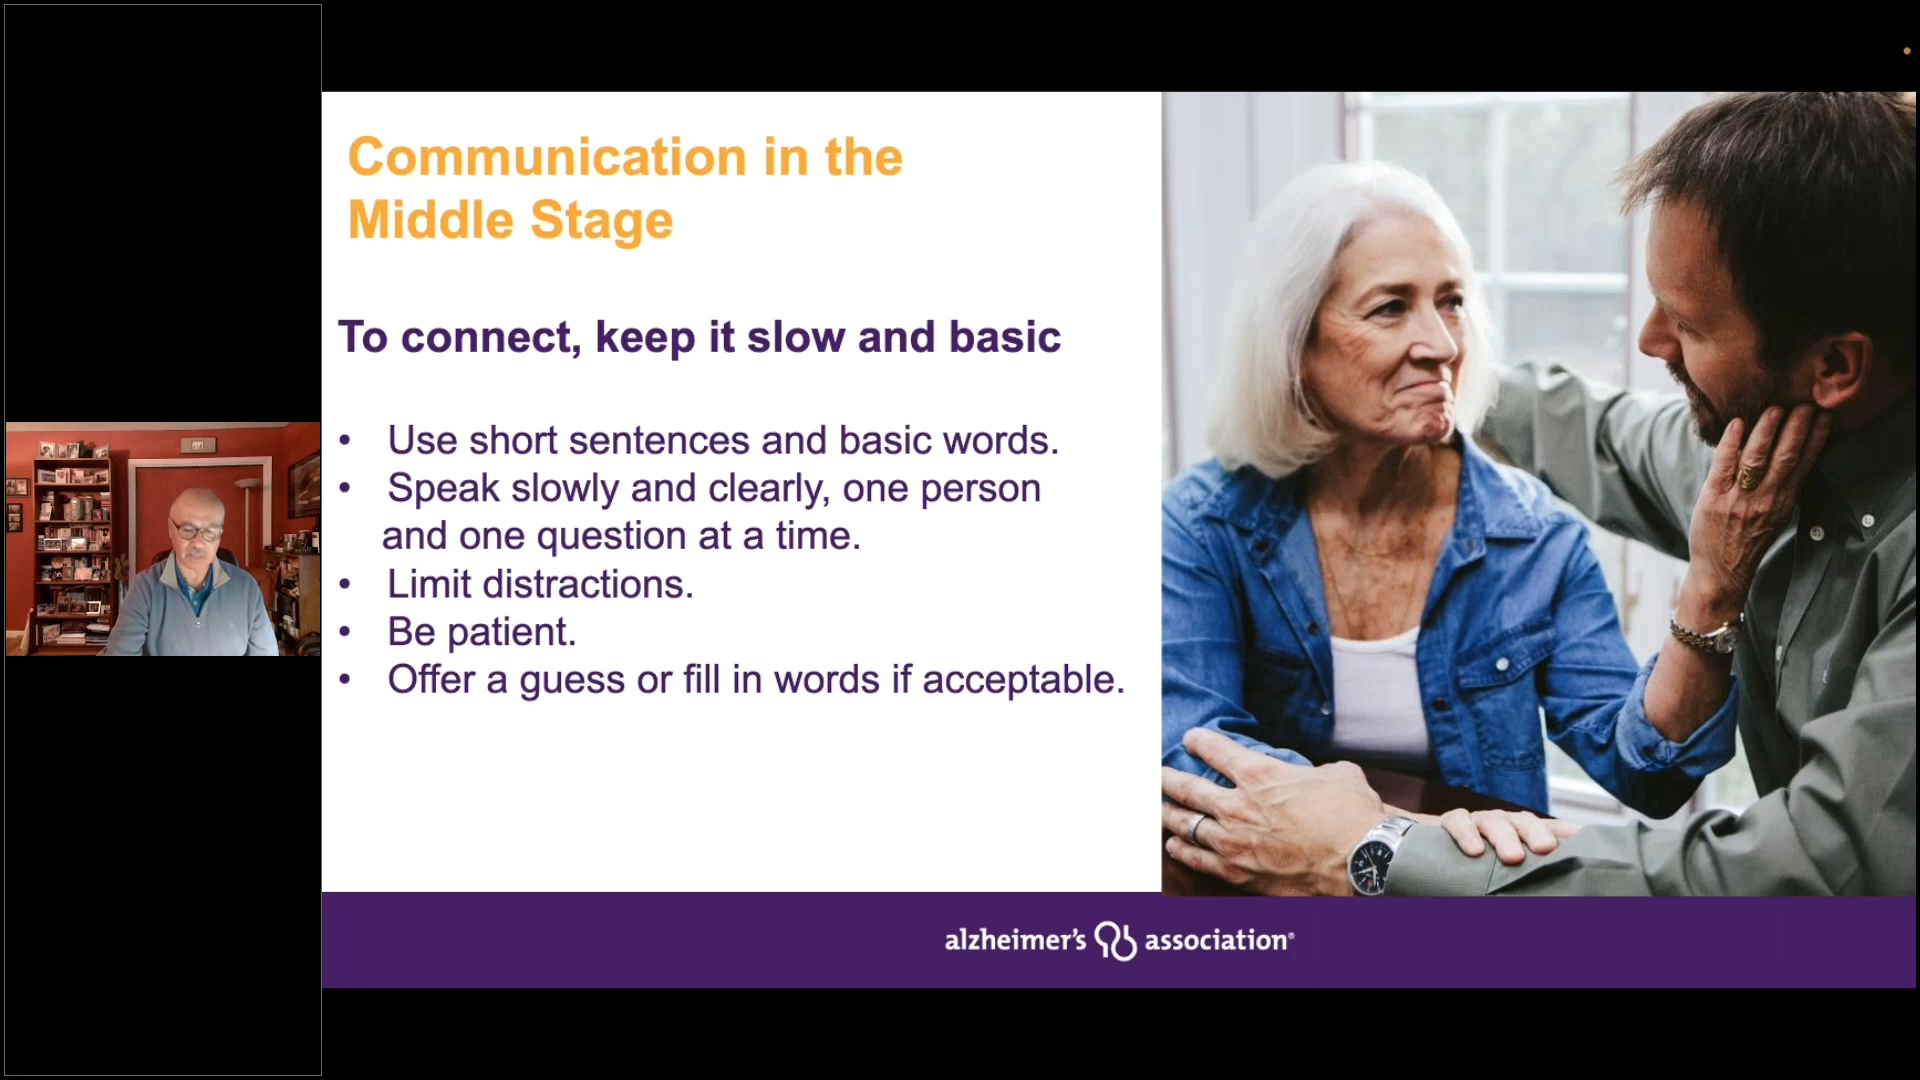 Communication in the
Middle Stage
To connect, keep it slow and basic
• Use short sentences and basic words.
• Speak slowly and clearly, one person
and one question at a time.
• Limit distractions.
• Be patient.
• Offer a guess or fill in words if acceptable.
alzheimer's association®